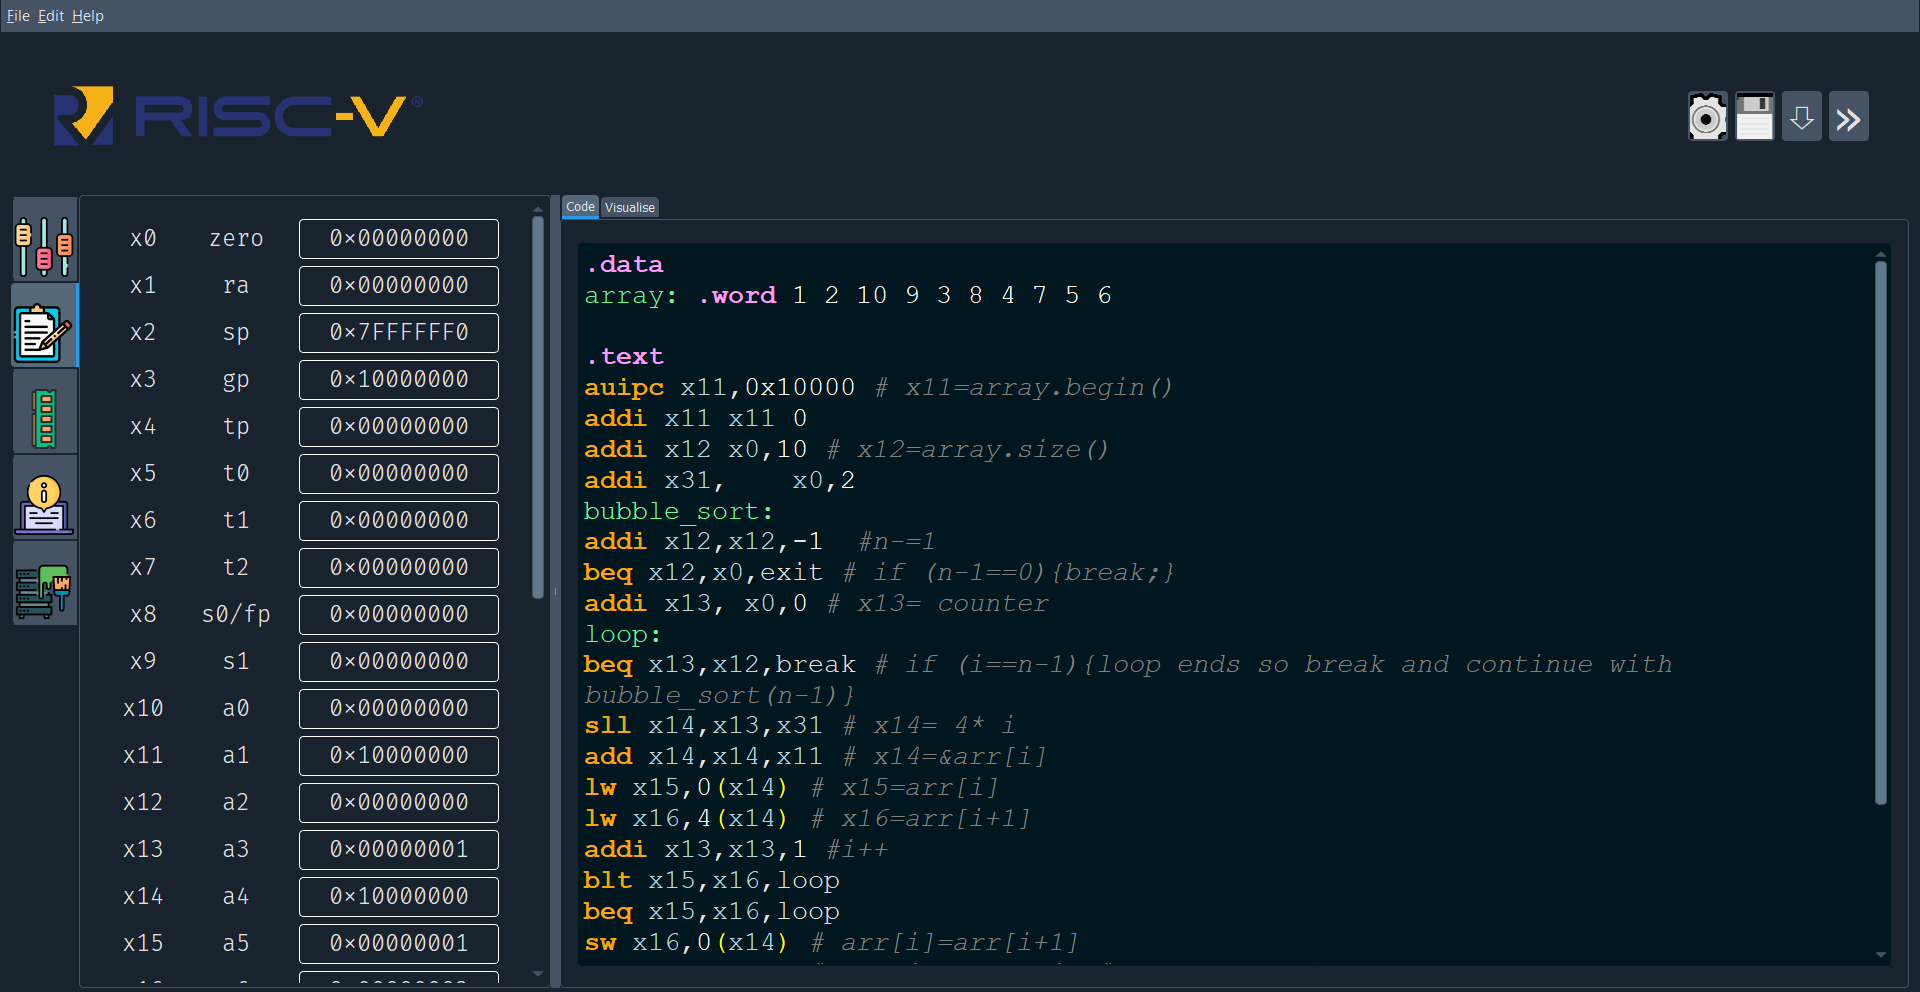 File Edit Help
RISC-V®
x0 zero 0×00000000
x1 ra 0×00000000
x2 sp 0×7FFFFFF0
x3 gp 0×10000000
x4 tp 0×00000000
x5 t0 0×00000000
x6 t1 0×00000000
x7 t2 0×00000000
x8 s0/fp 0×00000000
x9 s1 0×00000000
x10 a0 0×00000000
x11 a1 0×10000000
x12 a2 0×00000000
x13 a3 0×00000001
x14 a4 0×10000000
x15 a5 0×00000001
Code Visualise
.data
array: .word 1 2 10 9 3 8 4 7 5 6
.text
auipc x11,0x10000 # x11=array.begin()
addi x11 x11 0
addi x12 x0,10 # x12=array.size()
addi x31, x0,2
bubble_sort:
addi x12,x12,-1 #n-=1
beq x12,x0,exit # if (n-1==0){break;}
addi x13, x0,0 # x13= counter
loop:
beq x13,x12,break # if (i==n-1){loop ends so break and continue with
bubble_sort(n-1)}
sll x14,x13,x31 # x14= 4* i
add x14,x14,x11 # x14=&arr[i]
lw x15,0(x14) # x15=arr[i]
lw x16,4(x14) # x16=arr[i+1]
addi x13,x13,1 #i++
blt x15,x16,loop
beq x15,x16,loop
sw x16,0(x14) # arr[i]=arr[i+1]